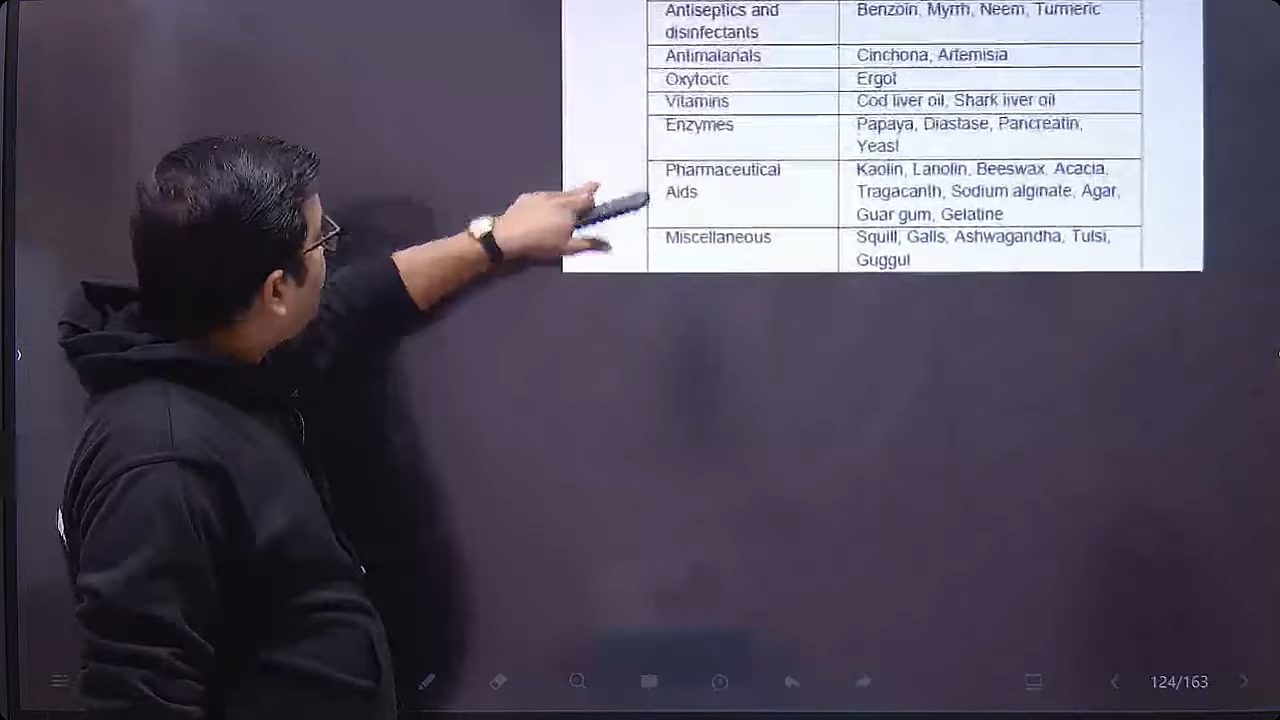 Antiseptics and Benzoin, Myrrh, Neem, Turmeric
disinfectants
Antimalarials Cinchona, Artemisia
Oxytocic Ergot
Vitamins Cod liver oil, Shark liver oil
Enzymes Papaya, Diastase, Pancreatin,
Yeast
Pharmaceutical Kaolin, Lanolin, Beeswax, Acacia,
Aids Tragacanth, Sodium alginate, Agar,
Guar gum, Gelatine
Miscellaneous Squill, Galls, Ashwagandha, Tulsi,
Guggul
124/163